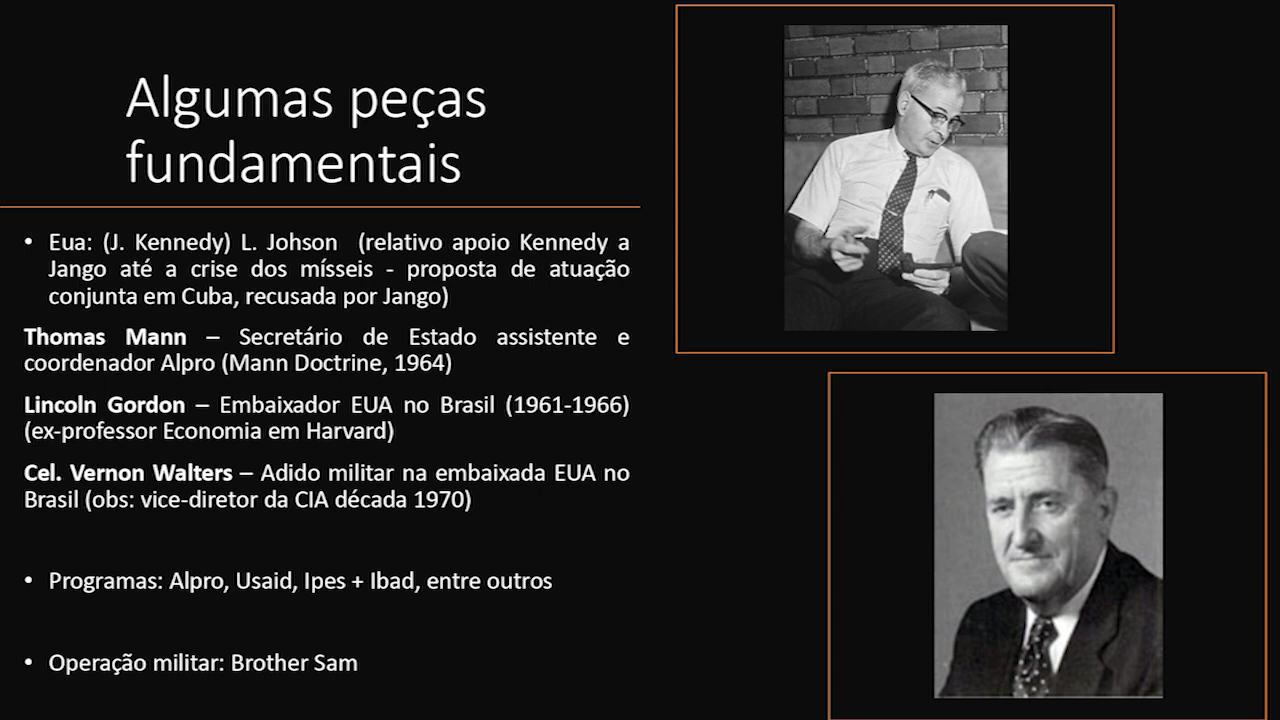 Algumas peças
fundamentais
• Eua: (J. Kennedy) L. Johson (relativo apoio Kennedy a
Jango até a crise dos mísseis - proposta de atuação
conjunta em Cuba, recusada por Jango)
Thomas Mann – Secretário de Estado assistente e
coordenador Alpro (Mann Doctrine, 1964)
Lincoln Gordon – Embaixador EUA no Brasil (1961-1966)
(ex-professor Economia em Harvard)
Cel. Vernon Walters – Adido militar na embaixada EUA no
Brasil (obs: vice-diretor da CIA década 1970)
• Programas: Alpro, Usaid, Ipes + Ibad, entre outros
• Operação militar: Brother Sam